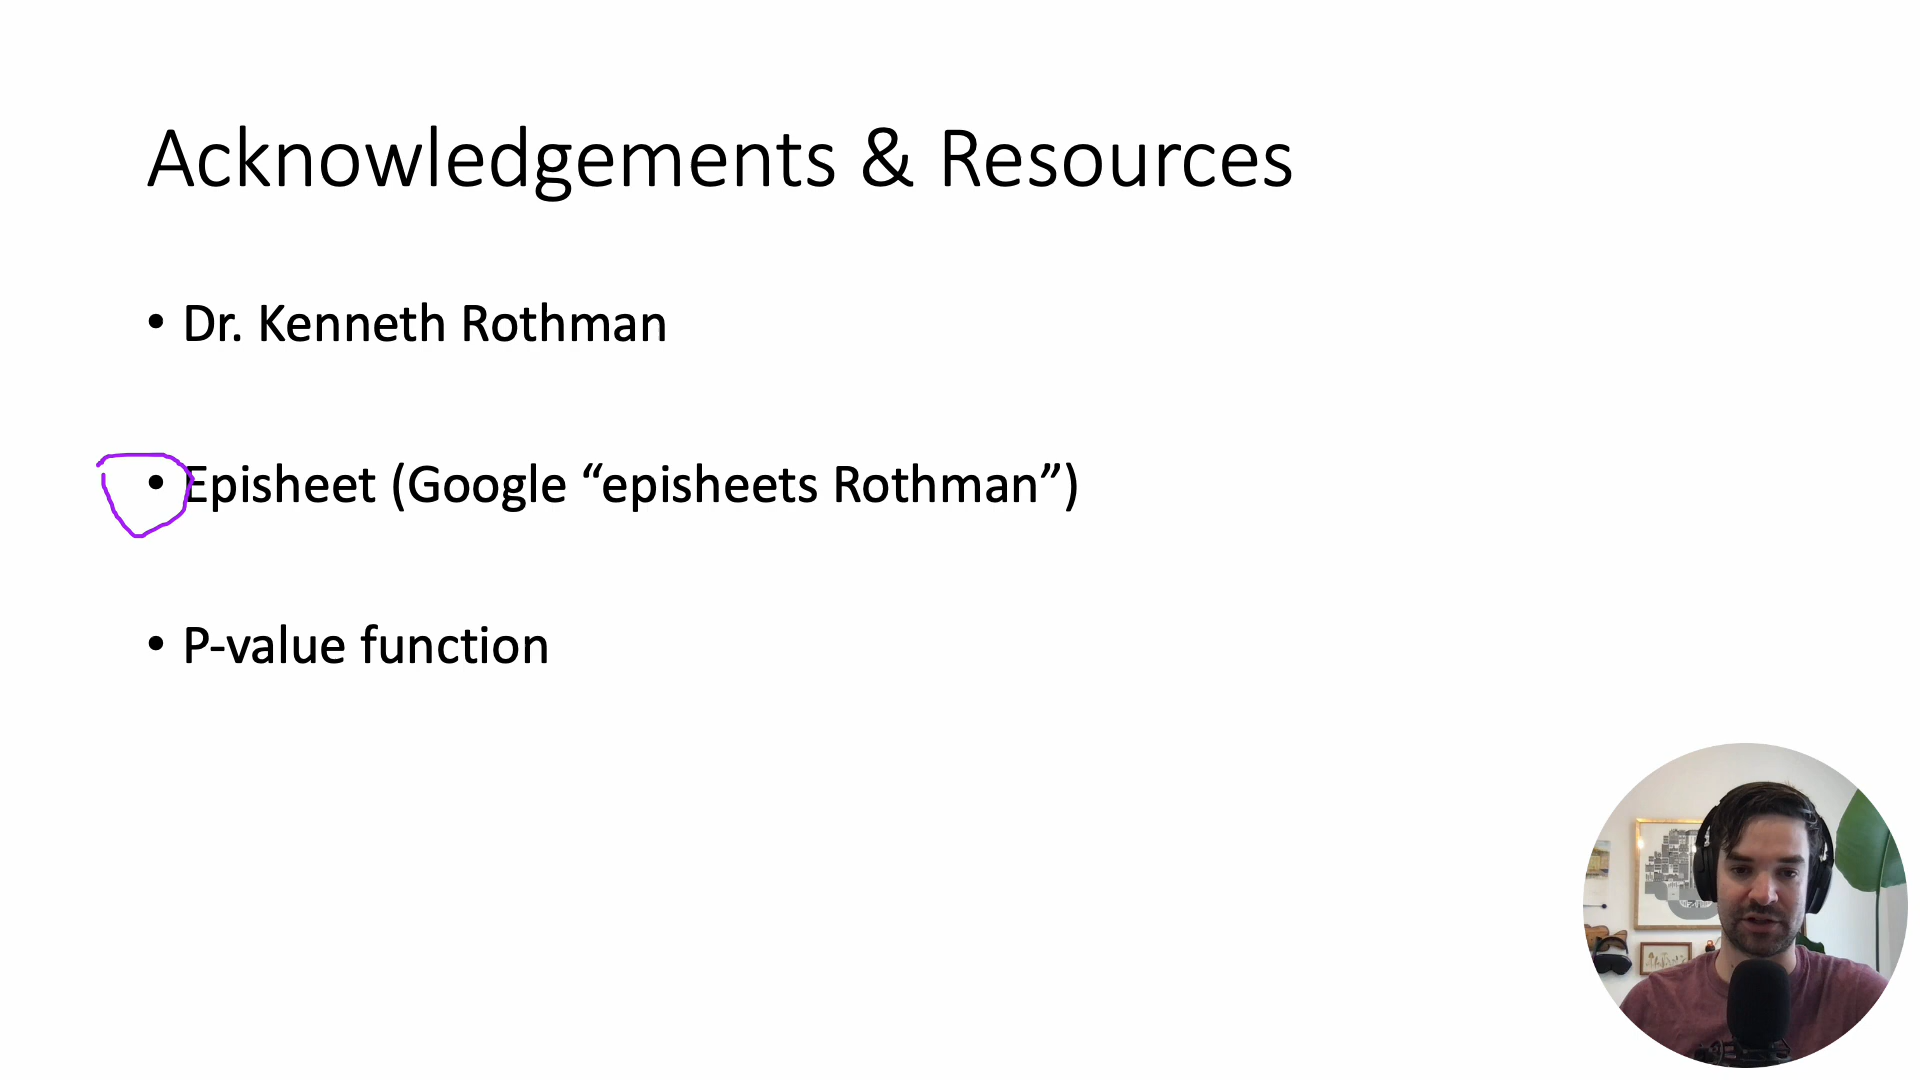 Acknowledgements & Resources
• Dr. Kenneth Rothman
• Episheet (Google “episheets Rothman”)
• P-value function